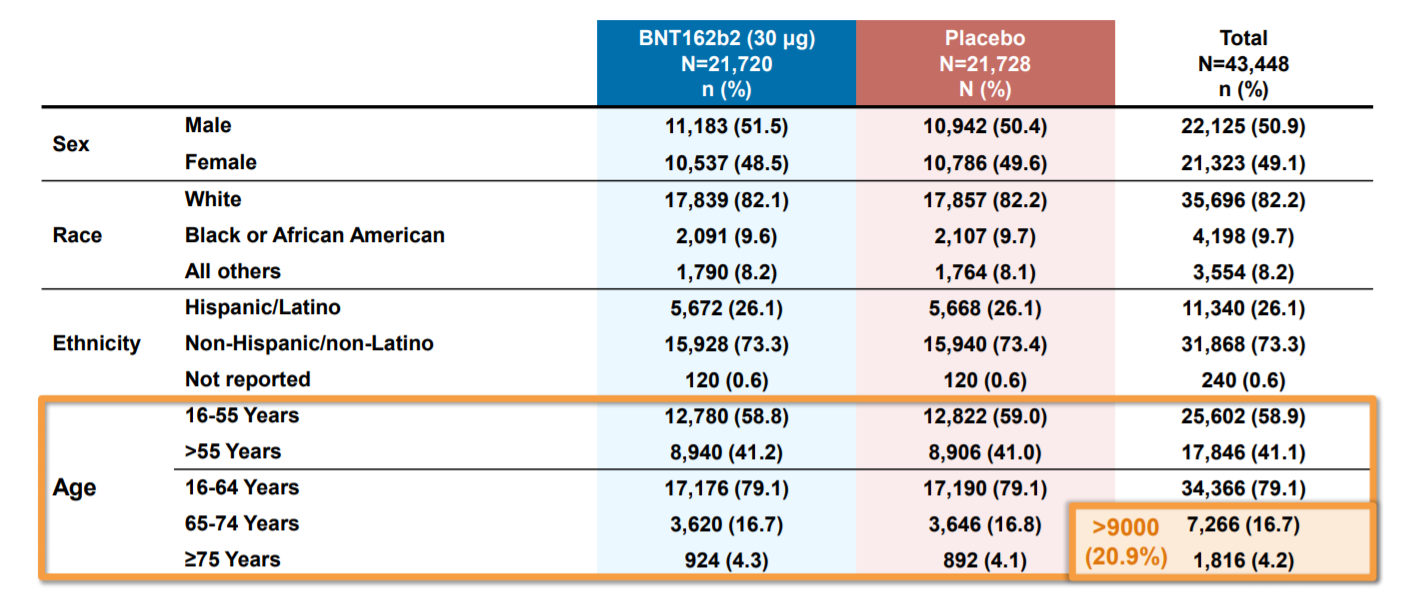 BNT162b2 (30 µg) Placebo Total
N=21,720 N=21,728 N=43,448
n (%) N (%) n (%)
Sex Male 11,183 (51.5) 10,942 (50.4) 22,125 (50.9)
Female 10,537 (48.5) 10,786 (49.6) 21,323 (49.1)
White 17,839 (82.1) 17,857 (82.2) 35,696 (82.2)
Race Black or African American 2,091 (9.6) 2,107 (9.7) 4,198 (9.7)
All others 1,790 (8.2) 1,764 (8.1) 3,554 (8.2)
Hispanic/Latino 5,672 (26.1) 5,668 (26.1) 11,340 (26.1)
Ethnicity Non-Hispanic/non-Latino 15,928 (73.3) 15,940 (73.4) 31,868 (73.3)
Not reported 120 (0.6) 120 (0.6) 240 (0.6)
16-55 Years 12,780 (58.8) 12,822 (59.0) 25,602 (58.9)
>55 Years 8,940 (41.2) 8,906 (41.0) 17,846 (41.1)
Age 16-64 Years 17,176 (79.1) 17,190 (79.1) 34,366 (79.1)
65-74 Years 3,620 (16.7) 3,646 (16.8) >9000 7,266 (16.7)
≥75 Years 924 (4.3) 892 (4.1) (20.9%) 1,816 (4.2)